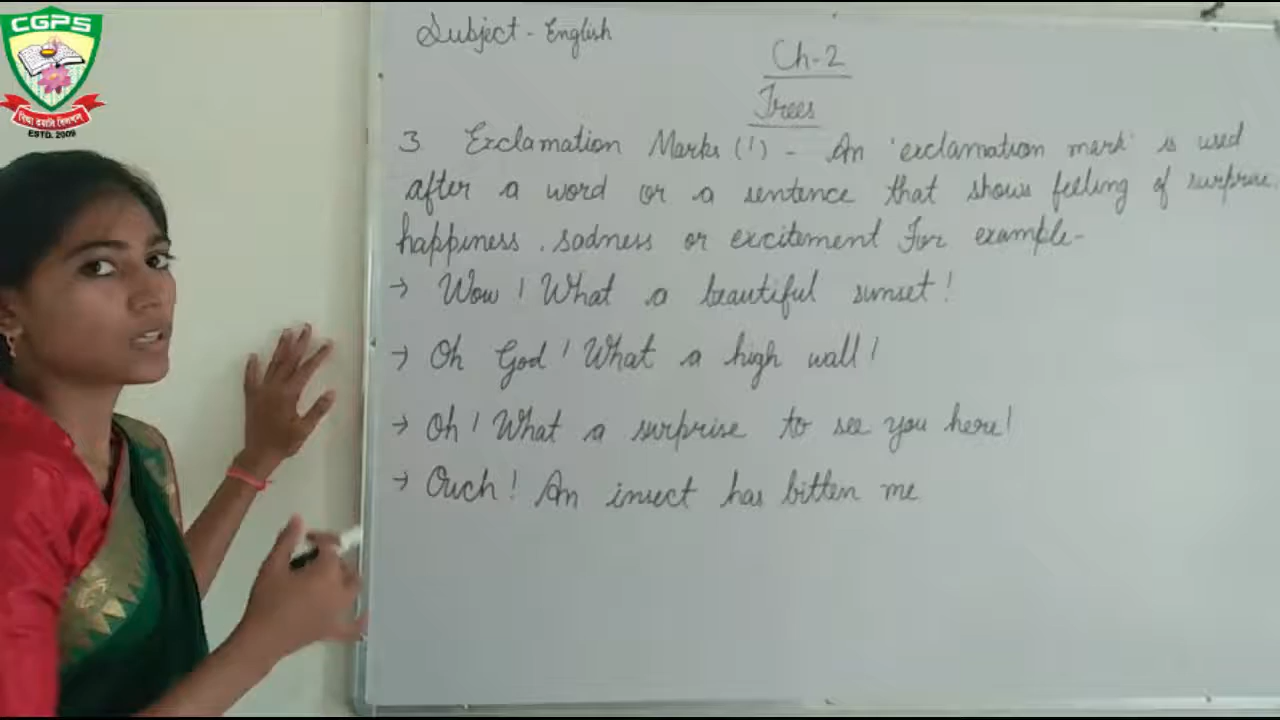 CGPS
विद्या ददाति विनयम्
ESTD. 2009
Subject - English
Ch-2
Trees
3 Exclamation Marks (!) - An 'exclamation mark' is used
after a word or a sentence that shows feeling of surprise,
happiness, sadness or excitement For example-
→ Wow! What a beautiful sunset!
→ Oh God! What a high wall!
→ Oh! What a surprise to see you here!
→ Ouch! An insect has bitten me